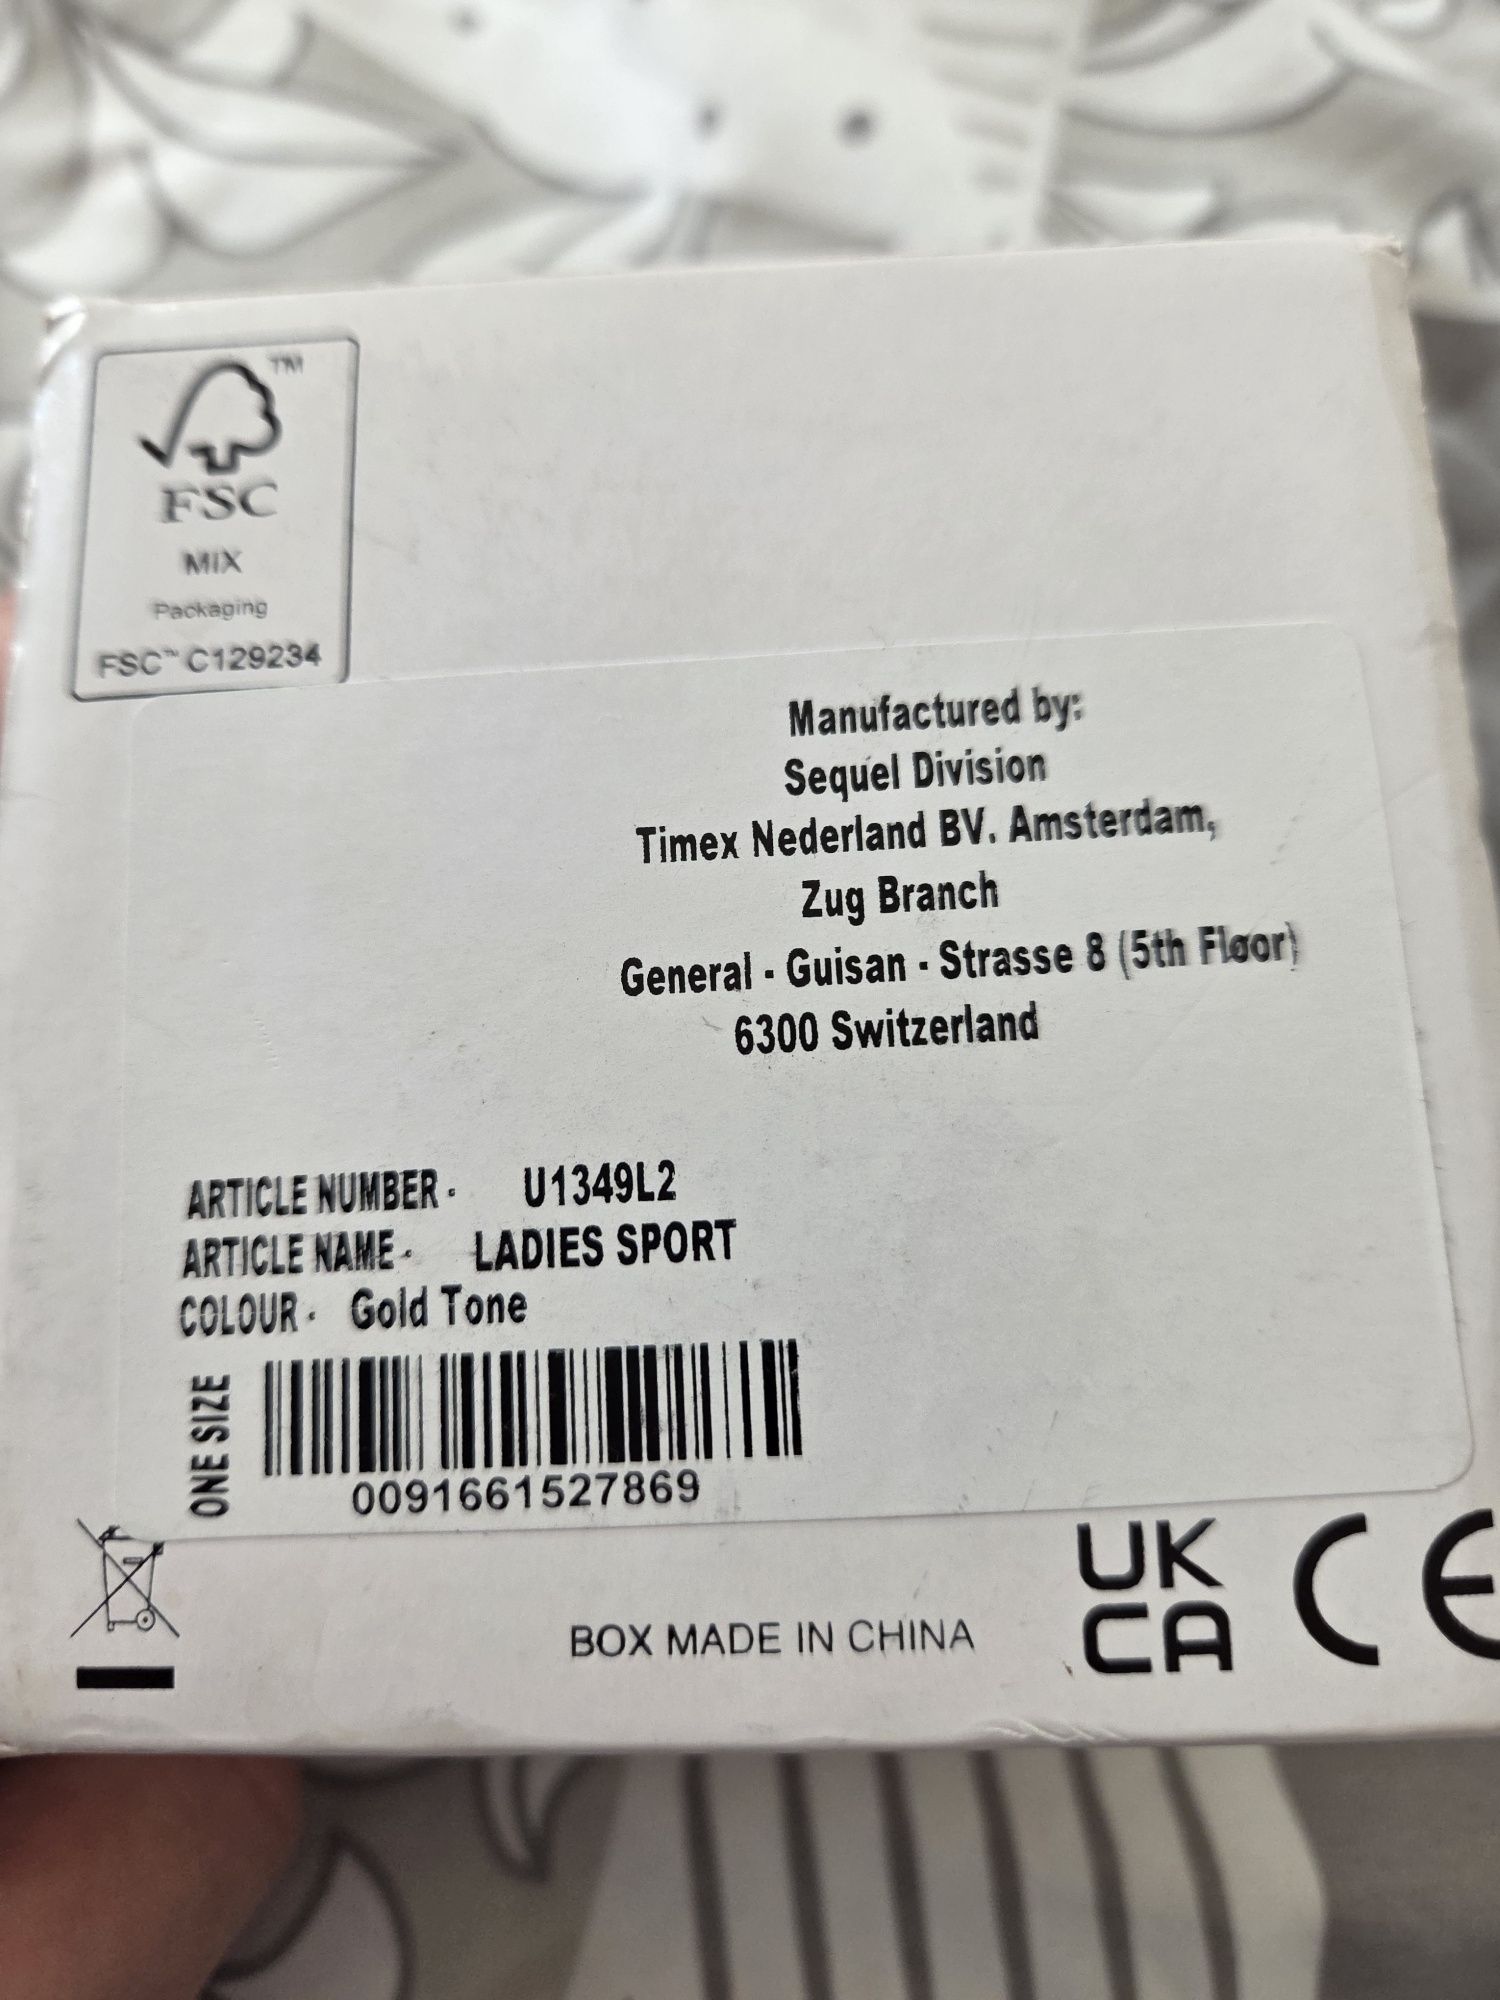 TM
FSC
MIX
Packaging
FSC™ C129234
Manufactured by:
Sequel Division
Timex Nederland BV. Amsterdam,
Zug Branch
General - Guisan - Strasse 8 (5th Floor)
6300 Switzerland
ARTICLE NUMBER - U1349L2
ARTICLE NAME - LADIES SPORT
COLOUR - Gold Tone
ONE SIZE
0091661527869
BOX MADE IN CHINA
UK
CA
CE